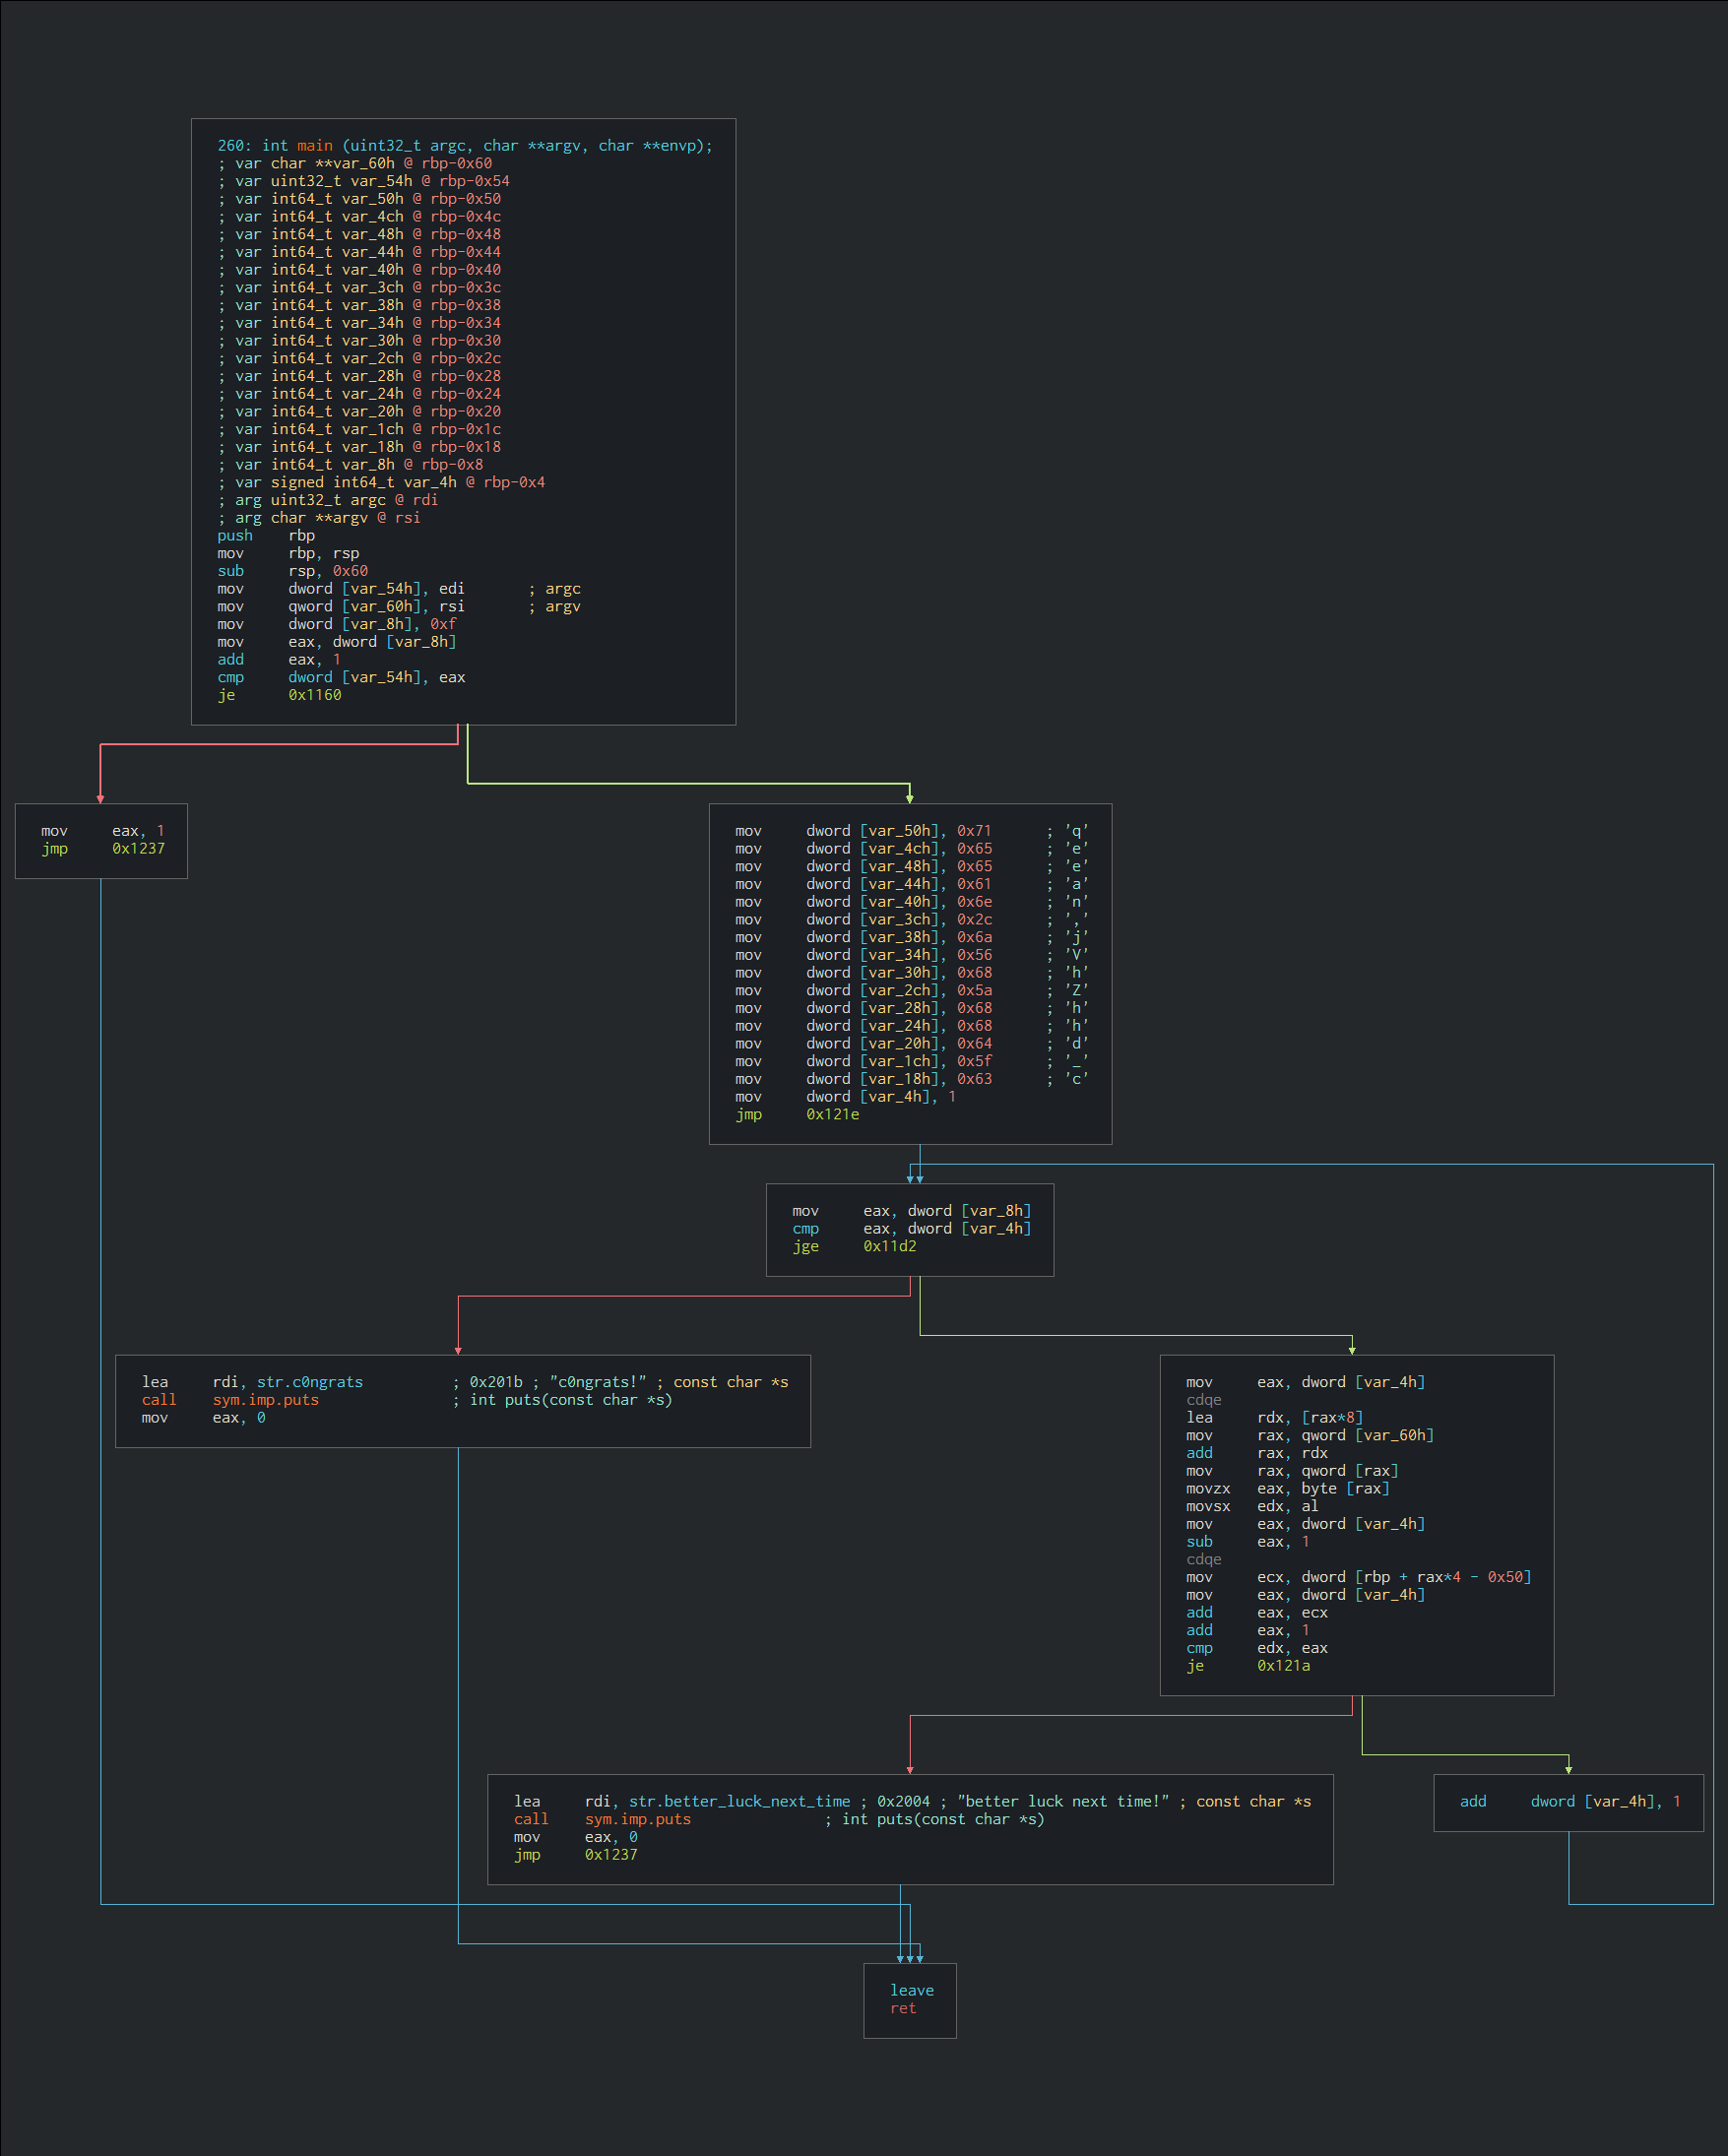 260: int main (uint32_t argc, char **argv, char **envp);
; var char **var_60h @ rbp-0x60
; var uint32_t var_54h @ rbp-0x54
; var int64_t var_50h @ rbp-0x50
; var int64_t var_4ch @ rbp-0x4c
; var int64_t var_48h @ rbp-0x48
; var int64_t var_44h @ rbp-0x44
; var int64_t var_40h @ rbp-0x40
; var int64_t var_3ch @ rbp-0x3c
; var int64_t var_38h @ rbp-0x38
; var int64_t var_34h @ rbp-0x34
; var int64_t var_30h @ rbp-0x30
; var int64_t var_2ch @ rbp-0x2c
; var int64_t var_28h @ rbp-0x28
; var int64_t var_24h @ rbp-0x24
; var int64_t var_20h @ rbp-0x20
; var int64_t var_1ch @ rbp-0x1c
; var int64_t var_18h @ rbp-0x18
; var int64_t var_8h @ rbp-0x8
; var signed int64_t var_4h @ rbp-0x4
; arg uint32_t argc @ rdi
; arg char **argv @ rsi
push rbp
mov rbp, rsp
sub rsp, 0x60
mov dword [var_54h], edi ; argc
mov qword [var_60h], rsi ; argv
mov dword [var_8h], 0xf
mov eax, dword [var_8h]
add eax, 1
cmp dword [var_54h], eax
je 0x1160
mov eax, 1
jmp 0x1237
mov dword [var_50h], 0x71 ; 'q'
mov dword [var_4ch], 0x65 ; 'e'
mov dword [var_48h], 0x65 ; 'e'
mov dword [var_44h], 0x61 ; 'a'
mov dword [var_40h], 0x6e ; 'n'
mov dword [var_3ch], 0x2c ; ','
mov dword [var_38h], 0x6a ; 'j'
mov dword [var_34h], 0x56 ; 'V'
mov dword [var_30h], 0x68 ; 'h'
mov dword [var_2ch], 0x5a ; 'Z'
mov dword [var_28h], 0x68 ; 'h'
mov dword [var_24h], 0x68 ; 'h'
mov dword [var_20h], 0x64 ; 'd'
mov dword [var_1ch], 0x5f ; '_'
mov dword [var_18h], 0x63 ; 'c'
mov dword [var_4h], 1
jmp 0x121e
mov eax, dword [var_8h]
cmp eax, dword [var_4h]
jge 0x11d2
lea rdi, str.c0ngrats ; 0x201b ; "c0ngrats!" ; const char *s
call sym.imp.puts ; int puts(const char *s)
mov eax, 0
mov eax, dword [var_4h]
cdqe
lea rdx, [rax*8]
mov rax, qword [var_60h]
add rax, rdx
mov rax, qword [rax]
movzx eax, byte [rax]
movsx edx, al
mov eax, dword [var_4h]
sub eax, 1
cdqe
mov ecx, dword [rbp + rax*4 - 0x50]
mov eax, dword [var_4h]
add eax, ecx
add eax, 1
cmp edx, eax
je 0x121a
lea rdi, str.better_luck_next_time ; 0x2004 ; "better luck next time!" ; const char *s
call sym.imp.puts ; int puts(const char *s)
mov eax, 0
jmp 0x1237
add dword [var_4h], 1
leave
ret